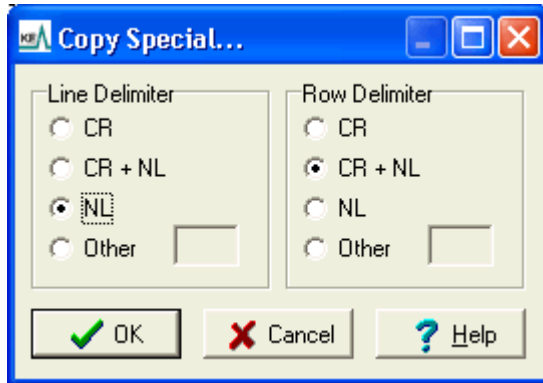 KE Copy Special...
Line Delimiter
CR
CR + NL
NL
Other
Row Delimiter
CR
CR + NL
NL
Other
OK
Cancel
Help